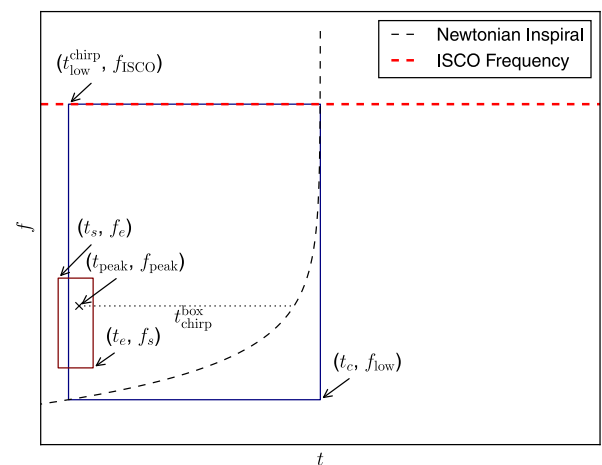 Newtonian Inspiral
ISCO Frequency
(t_low^chirp, f_ISCO)
(t_s, f_e)
(t_peak, f_peak)
t_chirp^box
(t_e, f_s)
(t_c, f_low)
f
t